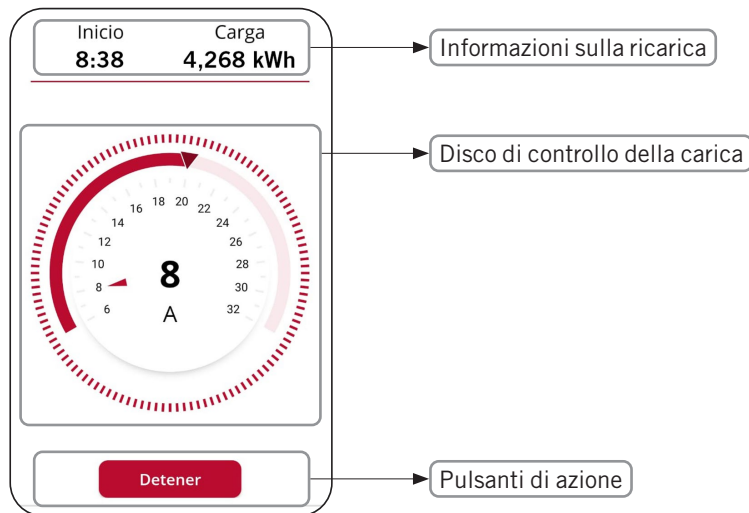 Inicio Carga
8:38 4,268 kWh
Informazioni sulla ricarica
Disco di controllo della carica
18 20
16 22
14 24
12 26
10 28
8 30
6 32
8
A
Detener
Pulsanti di azione